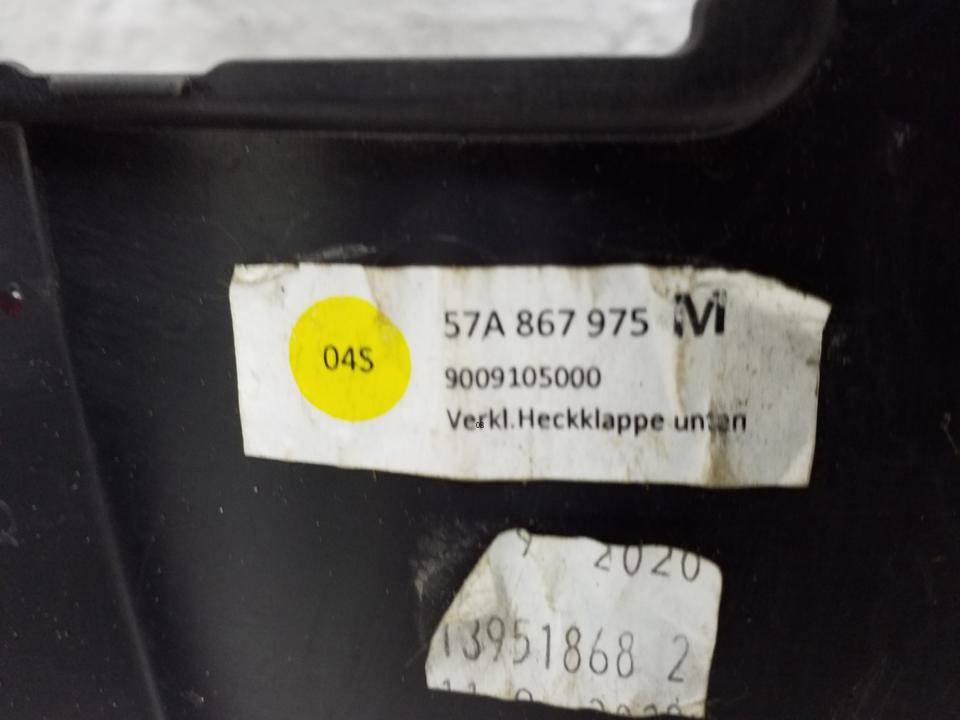 04S
57A 867 975 M
9009105000
Verkl.Heckklappe unten
9 2020
13951868 2